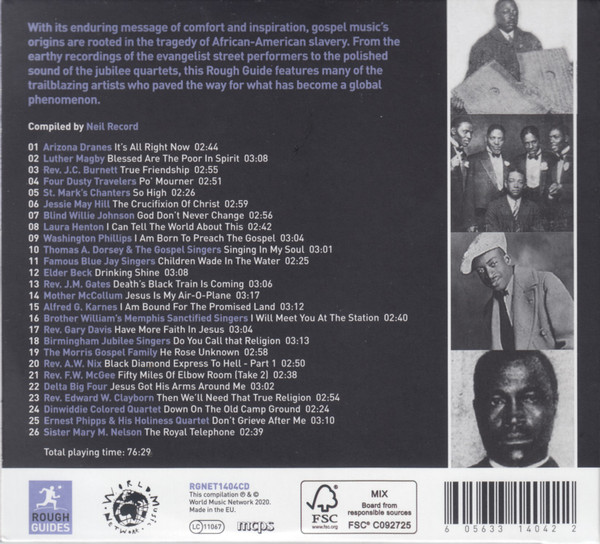 With its enduring message of comfort and inspiration, gospel music's
origins are rooted in the tragedy of African-American slavery. From the
earthy recordings of the evangelist street performers to the polished
sound of the jubilee quartets, this Rough Guide features many of the
trailblazing artists who paved the way for what has become a global
phenomenon.
Compiled by Neil Record
01 Arizona Dranes It's All Right Now 02:44
02 Luther Magby Blessed Are The Poor In Spirit 03:08
03 Rev. J.C. Burnett True Friendship 02:55
04 Four Dusty Travelers Po' Mourner 02:51
05 St. Mark's Chanters So High 02:26
06 Jessie May Hill The Crucifixion Of Christ 02:59
07 Blind Willie Johnson God Don't Never Change 02:56
08 Laura Henton I Can Tell The World About This 02:42
09 Washington Phillips I Am Born To Preach The Gospel 03:04
10 Thomas A. Dorsey & The Gospel Singers Singing In My Soul 03:01
11 Famous Blue Jay Singers Children Wade In The Water 02:25
12 Elder Beck Drinking Shine 03:08
13 Rev. J.M. Gates Death's Black Train Is Coming 03:06
14 Mother McCollum Jesus Is My Air-O-Plane 03:17
15 Alfred G. Karnes I Am Bound For The Promised Land 03:12
16 Brother William's Memphis Sanctified Singers I Will Meet You At The Station 02:40
17 Rev. Gary Davis Have More Faith In Jesus 03:04
18 Birmingham Jubilee Singers Do You Call that Religion 03:13
19 The Morris Gospel Family He Rose Unknown 02:58
20 Rev. A.W. Nix Black Diamond Express To Hell - Part 1 02:50
21 Rev. F.W. McGee Fifty Miles Of Elbow Room (Take 2) 02:38
22 Delta Big Four Jesus Got His Arms Around Me 03:02
23 Rev. Edward W. Clayborn Then We'll Need That True Religion 02:54
24 Dinwiddie Colored Quartet Down On The Old Camp Ground 02:24
25 Ernest Phipps & His Holiness Quartet Don't Grieve After Me 03:10
26 Sister Mary M. Nelson The Royal Telephone 02:39
Total playing time: 76:29
ROUGH
GUIDES
WORLD MUSIC NETWORK
RGNET1404CD
This compilation ℗ & ©
World Music Network 2020.
Made in the EU.
LC 11067
mcps
FSC
www.fsc.org
MIX
Board from
responsible sources
FSC® C092725
6 05633 14042 2